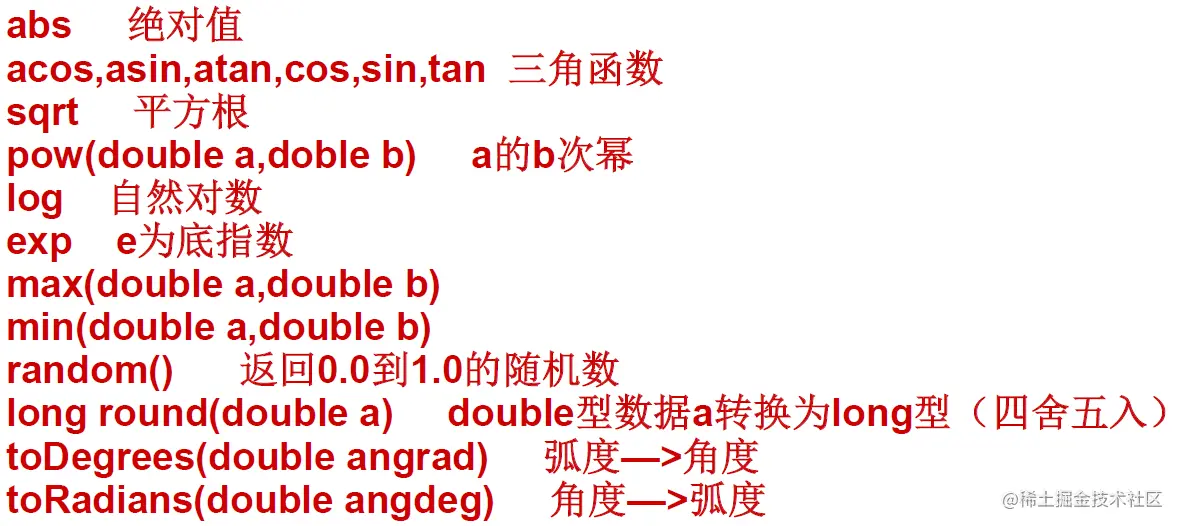 abs 绝对值
acos,asin,atan,cos,sin,tan 三角函数
sqrt 平方根
pow(double a,doble b) a的b次幂
log 自然对数
exp e为底指数
max(double a,double b)
min(double a,double b)
random() 返回0.0到1.0的随机数
long round(double a) double型数据a转换为long型（四舍五入）
toDegrees(double angrad) 弧度—>角度
toRadians(double angdeg) 角度—>弧度
@稀土掘金技术社区